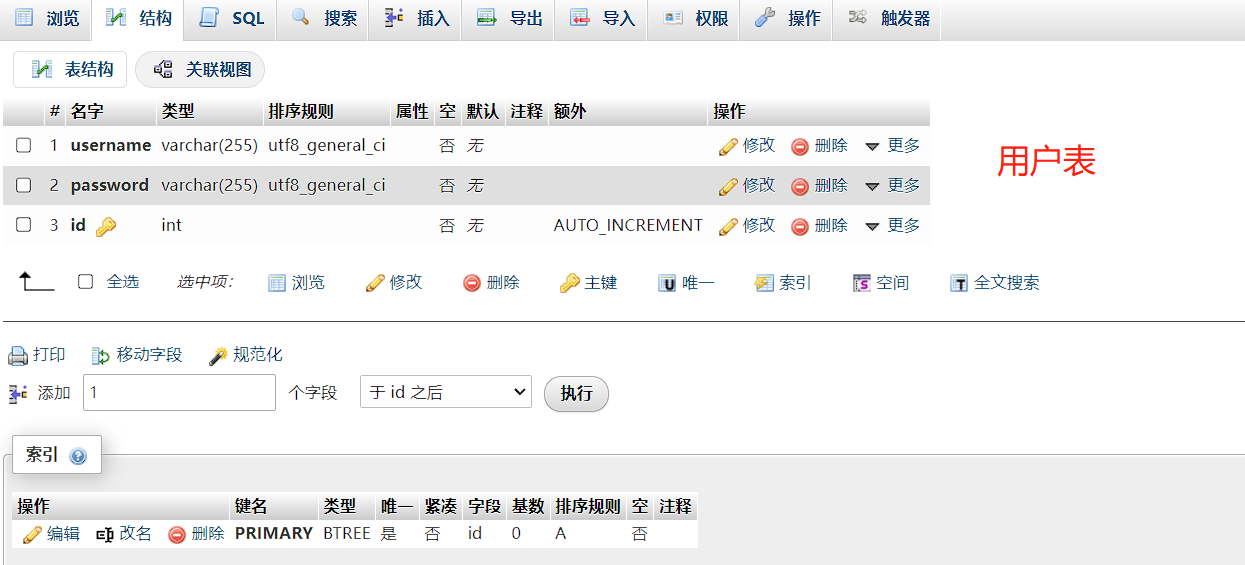 浏览 结构 SQL 搜索 插入 导出 导入 权限 操作 触发器
表结构 关联视图
# 名字 类型 排序规则 属性 空 默认 注释 额外 操作
1 username varchar(255) utf8_general_ci 否 无 修改 删除 更多
用户表
2 password varchar(255) utf8_general_ci 否 无 修改 删除 更多
3 id int 否 无 AUTO_INCREMENT 修改 删除 更多
全选 选中项: 浏览 修改 删除 主键 唯一 索引 空间 全文搜索
打印 移动字段 规范化
添加 1 个字段 于 id 之后 执行
索引
操作 键名 类型 唯一 紧凑 字段 基数 排序规则 空 注释
编辑 改名 删除 PRIMARY BTREE 是 否 id 0 A 否